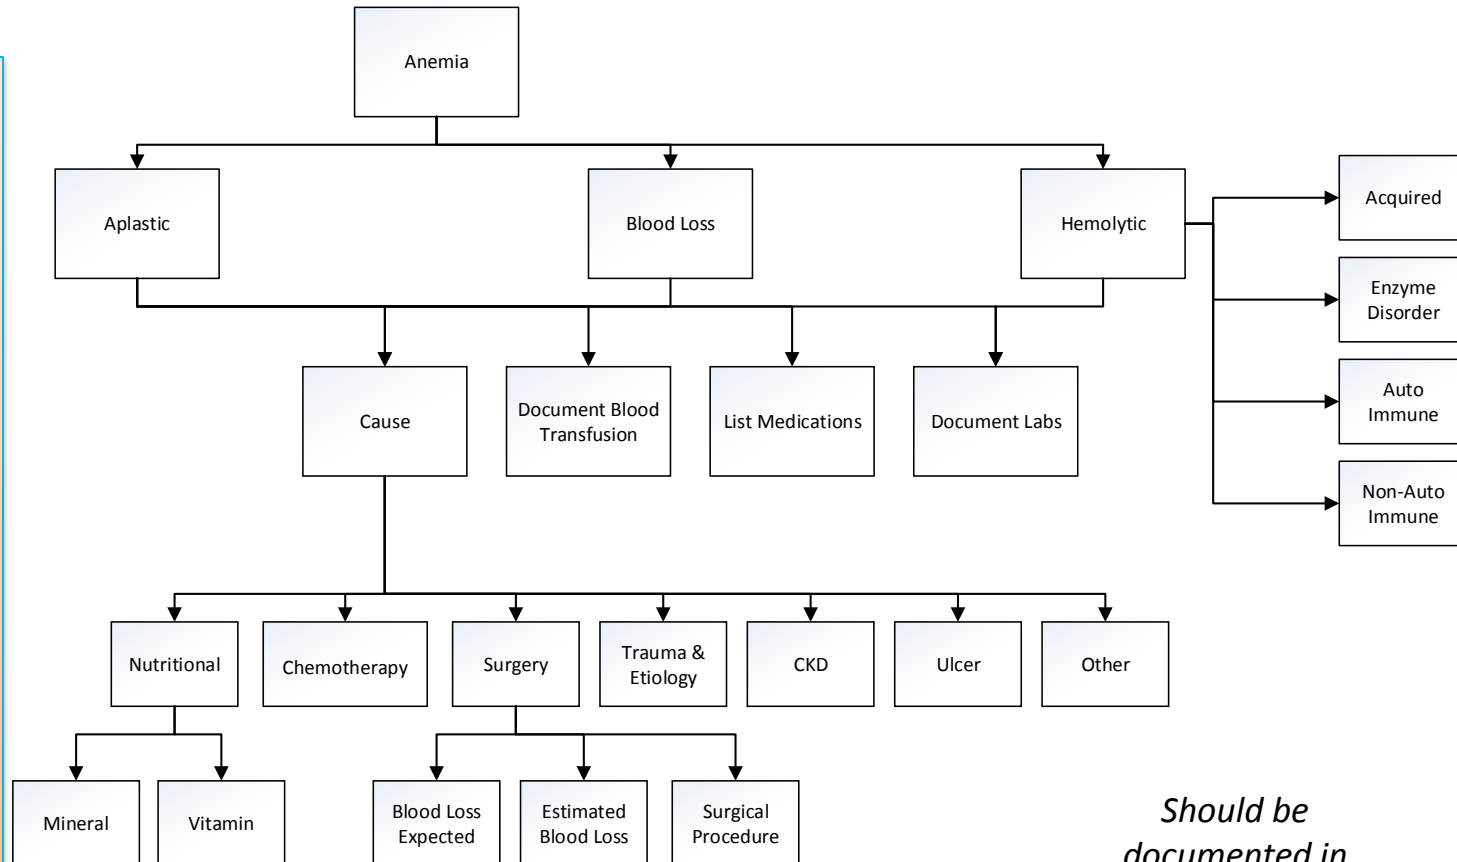 Anemia
Aplastic
Blood Loss
Hemolytic
Acquired
Enzyme
Disorder
Auto
Immune
Non-Auto
Immune
Cause
Document Blood
Transfusion
List Medications
Document Labs
Nutritional
Chemotherapy
Surgery
Trauma &
Etiology
CKD
Ulcer
Other
Mineral
Vitamin
Blood Loss
Expected
Estimated
Blood Loss
Surgical
Procedure
Should be
documented in